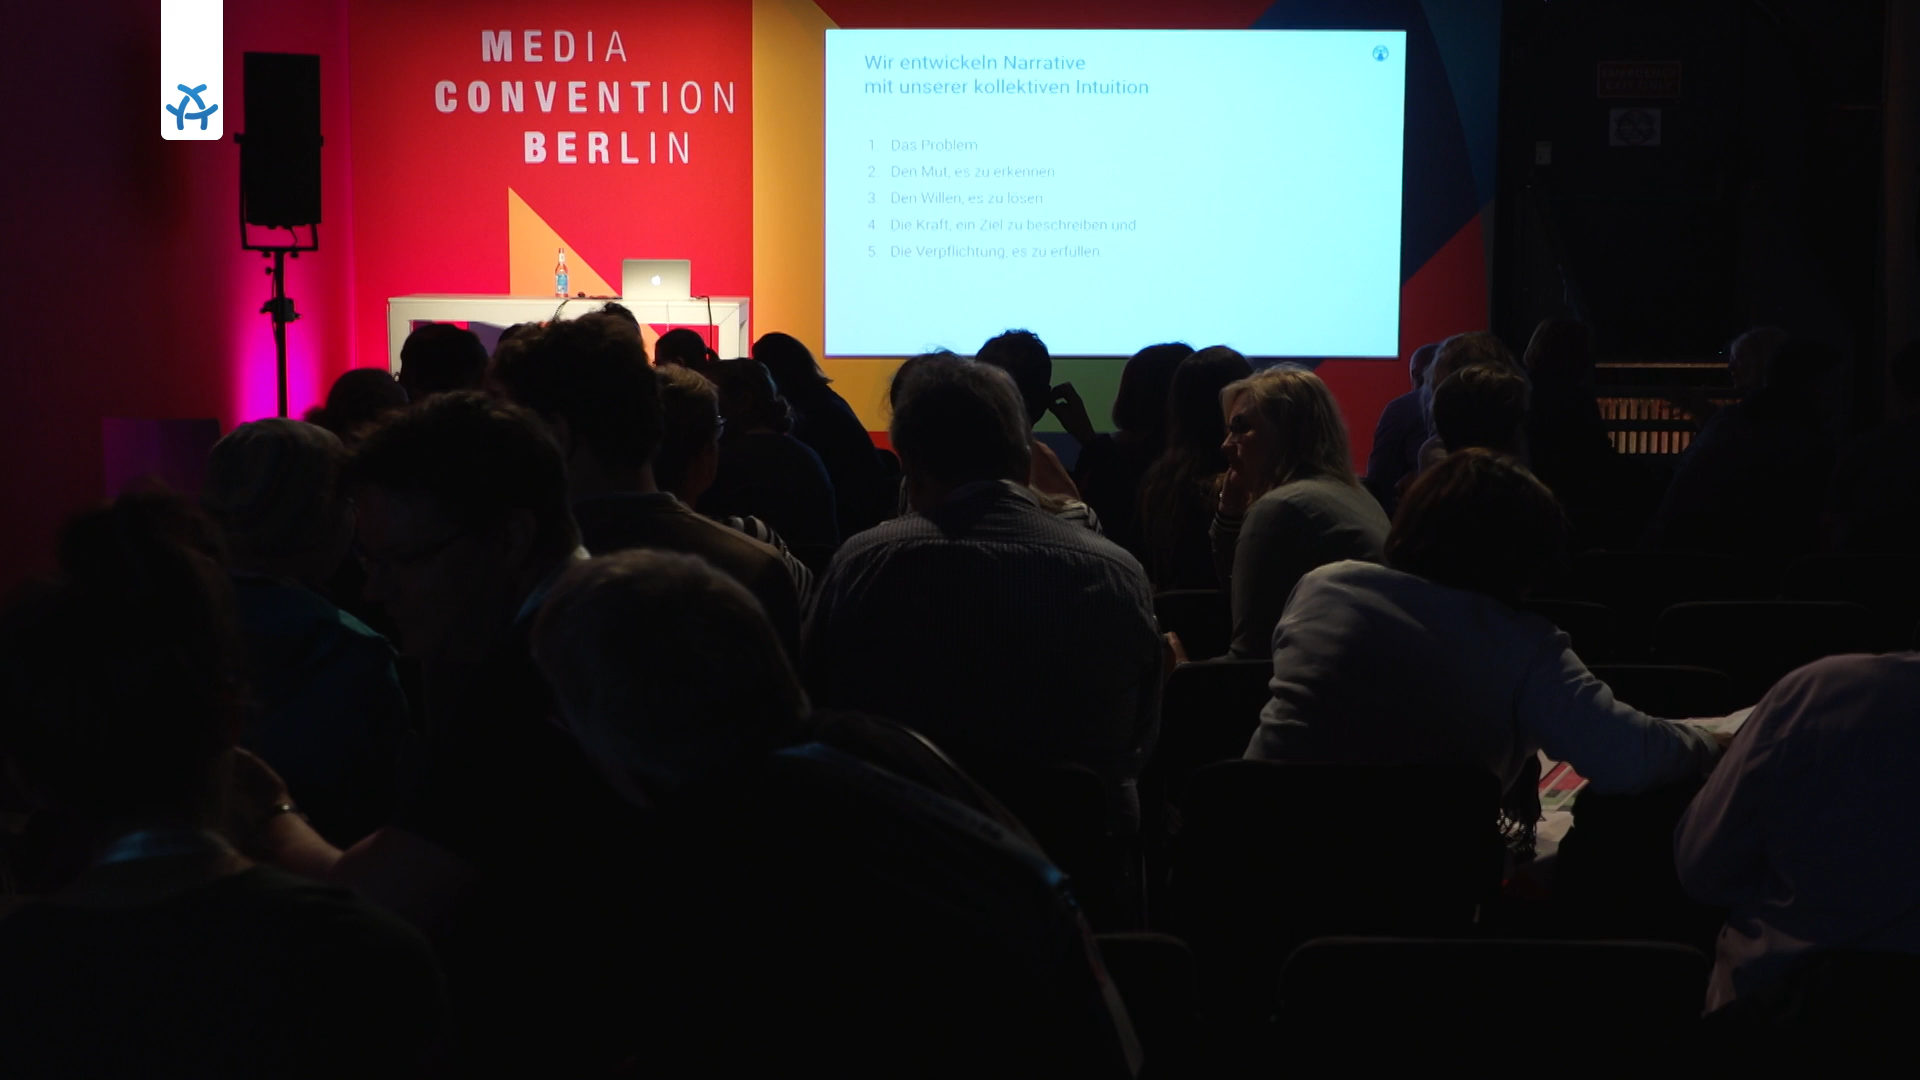 MEDIA
CONVENTION
BERLIN
Wir entwickeln Narrative
mit unserer kollektiven Intuition
1. Das Problem
2. Den Mut, es zu erkennen
3. Den Willen, es zu lösen
4. Die Kraft, ein Ziel zu beschreiben und
5. Die Verpflichtung, es zu erfüllen